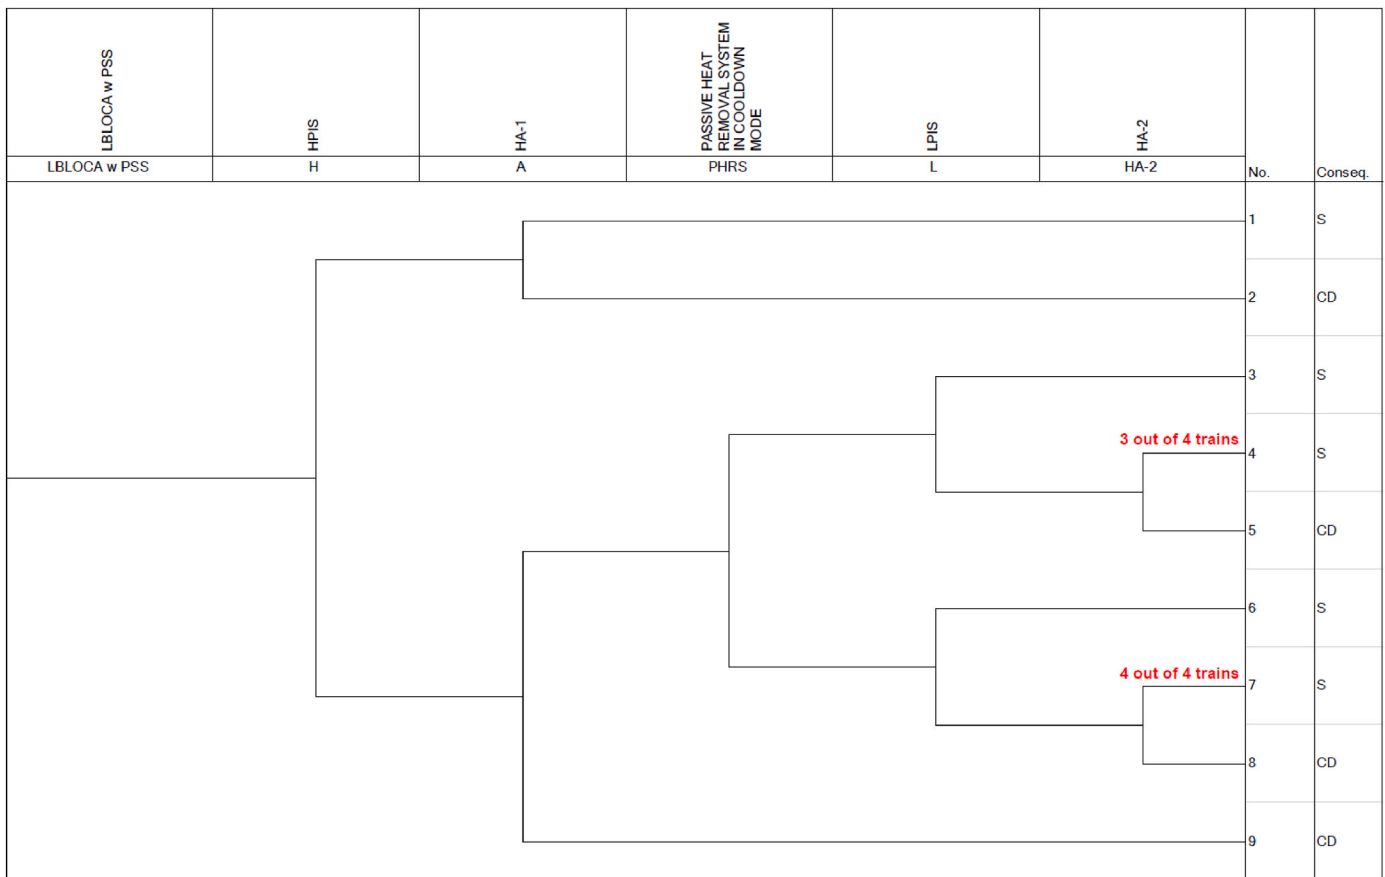 LBLOCA w PSS
HPIS
HA-1
PASSIVE HEAT
REMOVAL SYSTEM
IN COOLDOWN
MODE
LPIS
HA-2
LBLOCA w PSS
H
A
PHRS
L
HA-2
No.
Conseq.
1 S
2 CD
3 S
3 out of 4 trains
4 S
5 CD
6 S
4 out of 4 trains
7 S
8 CD
9 CD